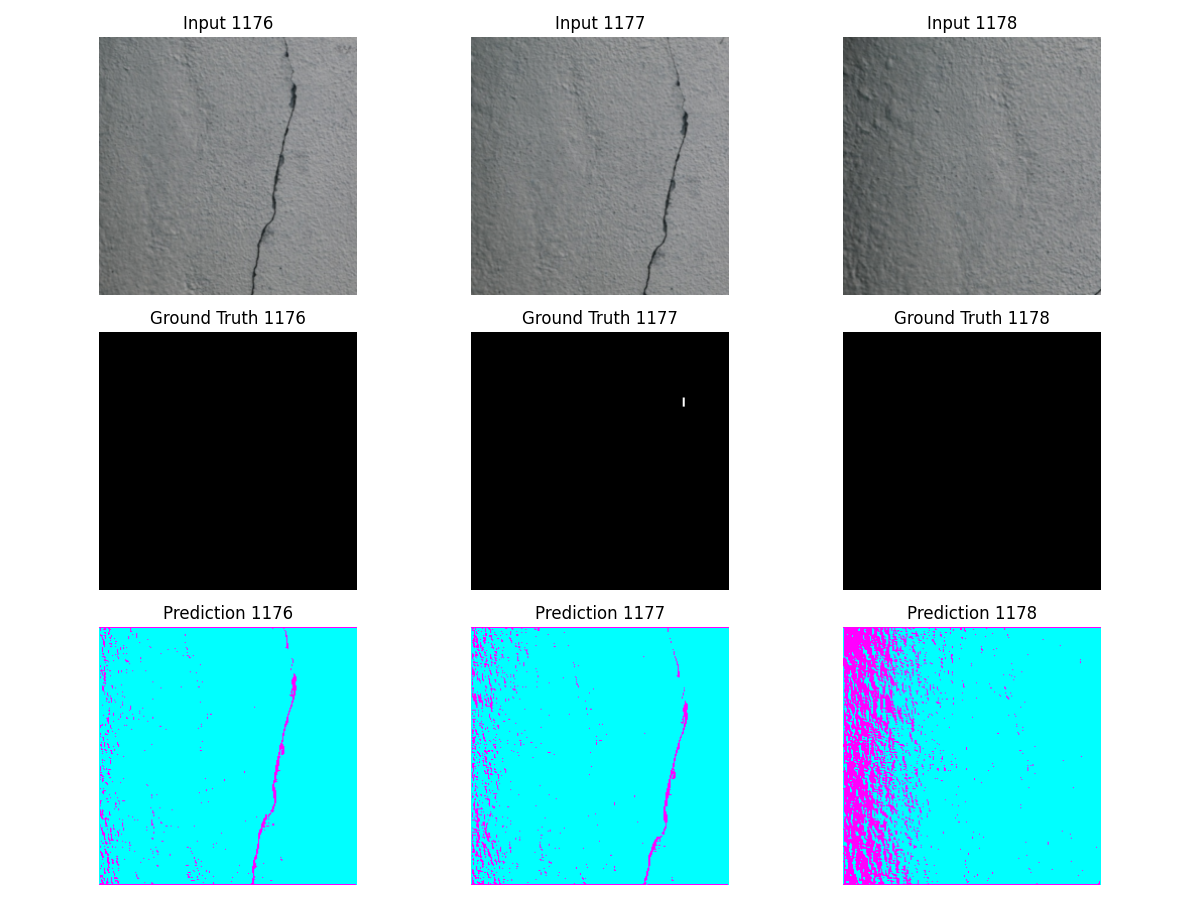 Input 1176
Input 1177
Input 1178
Ground Truth 1176
Ground Truth 1177
Ground Truth 1178
Prediction 1176
Prediction 1177
Prediction 1178